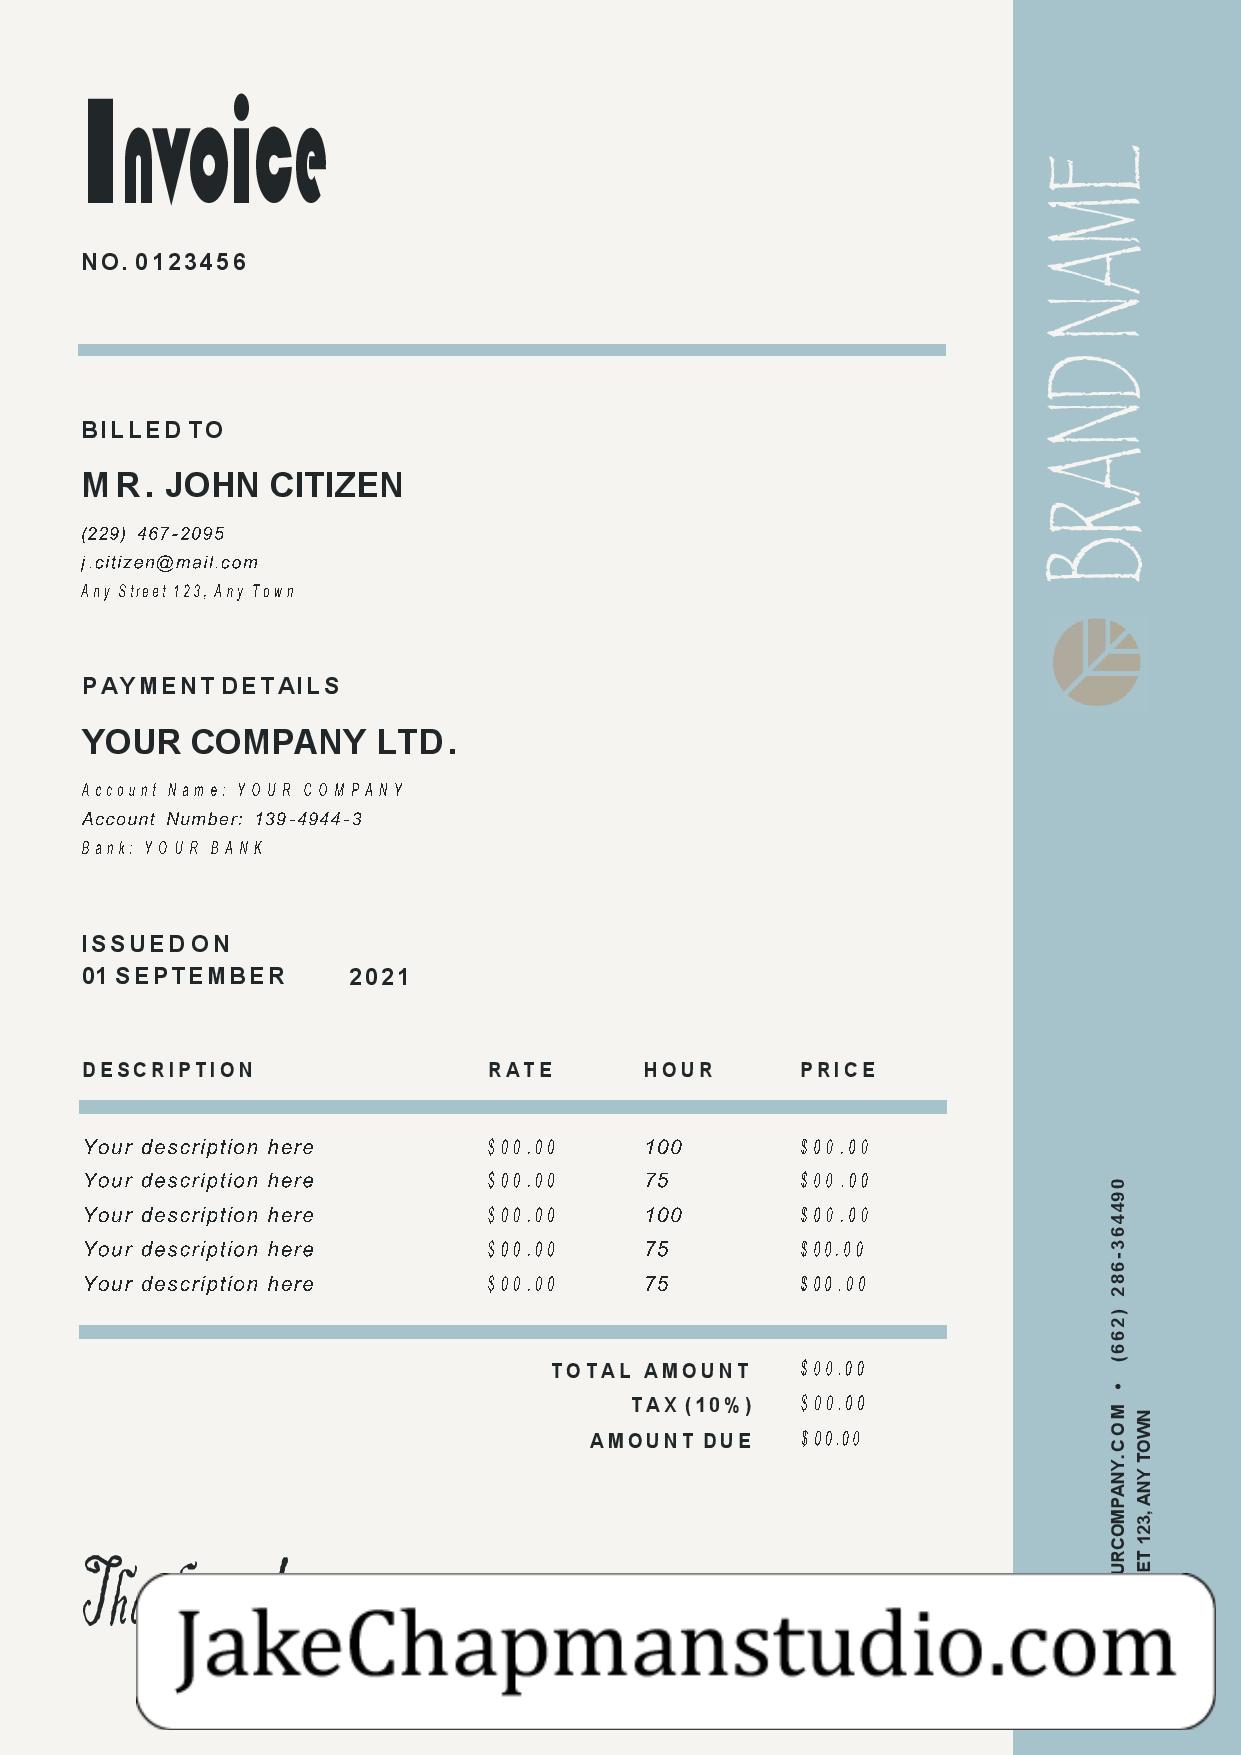 Invoice
NO. 0123456
BILLED TO
MR. JOHN CITIZEN
(229) 467-2095
j.citizen@mail.com
Any Street 123, Any Town
PAYMENT DETAILS
YOUR COMPANY LTD.
Account Name: YOUR COMPANY
Account Number: 139-4944-3
Bank: YOUR BANK
ISSUED ON
01 SEPTEMBER 2021
DESCRIPTION RATE HOUR PRICE
Your description here $00.00 100 $00.00
Your description here $00.00 75 $00.00
Your description here $00.00 100 $00.00
Your description here $00.00 75 $00.00
Your description here $00.00 75 $00.00
TOTAL AMOUNT $00.00
TAX (10%) $00.00
AMOUNT DUE $00.00
BRAND NAME
URCOMPANY.COM • (662) 286-364490
ET 123, ANY TOWN
JakeChapmanstudio.com